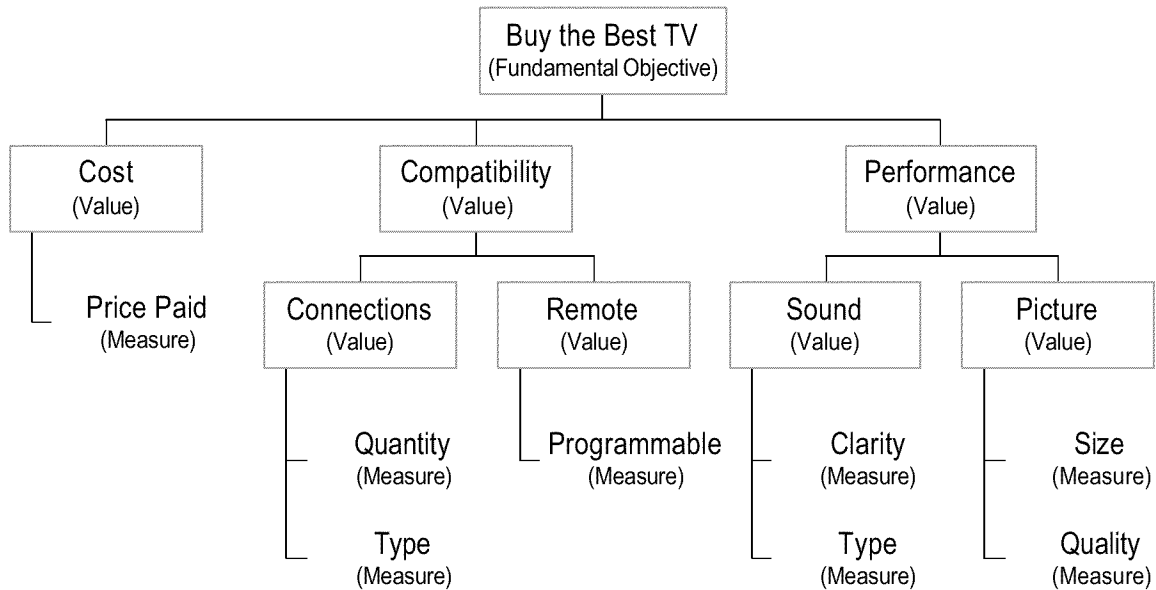 Buy the Best TV
(Fundamental Objective)
Cost
(Value)
Compatibility
(Value)
Performance
(Value)
Price Paid
(Measure)
Connections
(Value)
Remote
(Value)
Sound
(Value)
Picture
(Value)
Quantity
(Measure)
Programmable
(Measure)
Clarity
(Measure)
Size
(Measure)
Type
(Measure)
Type
(Measure)
Quality
(Measure)